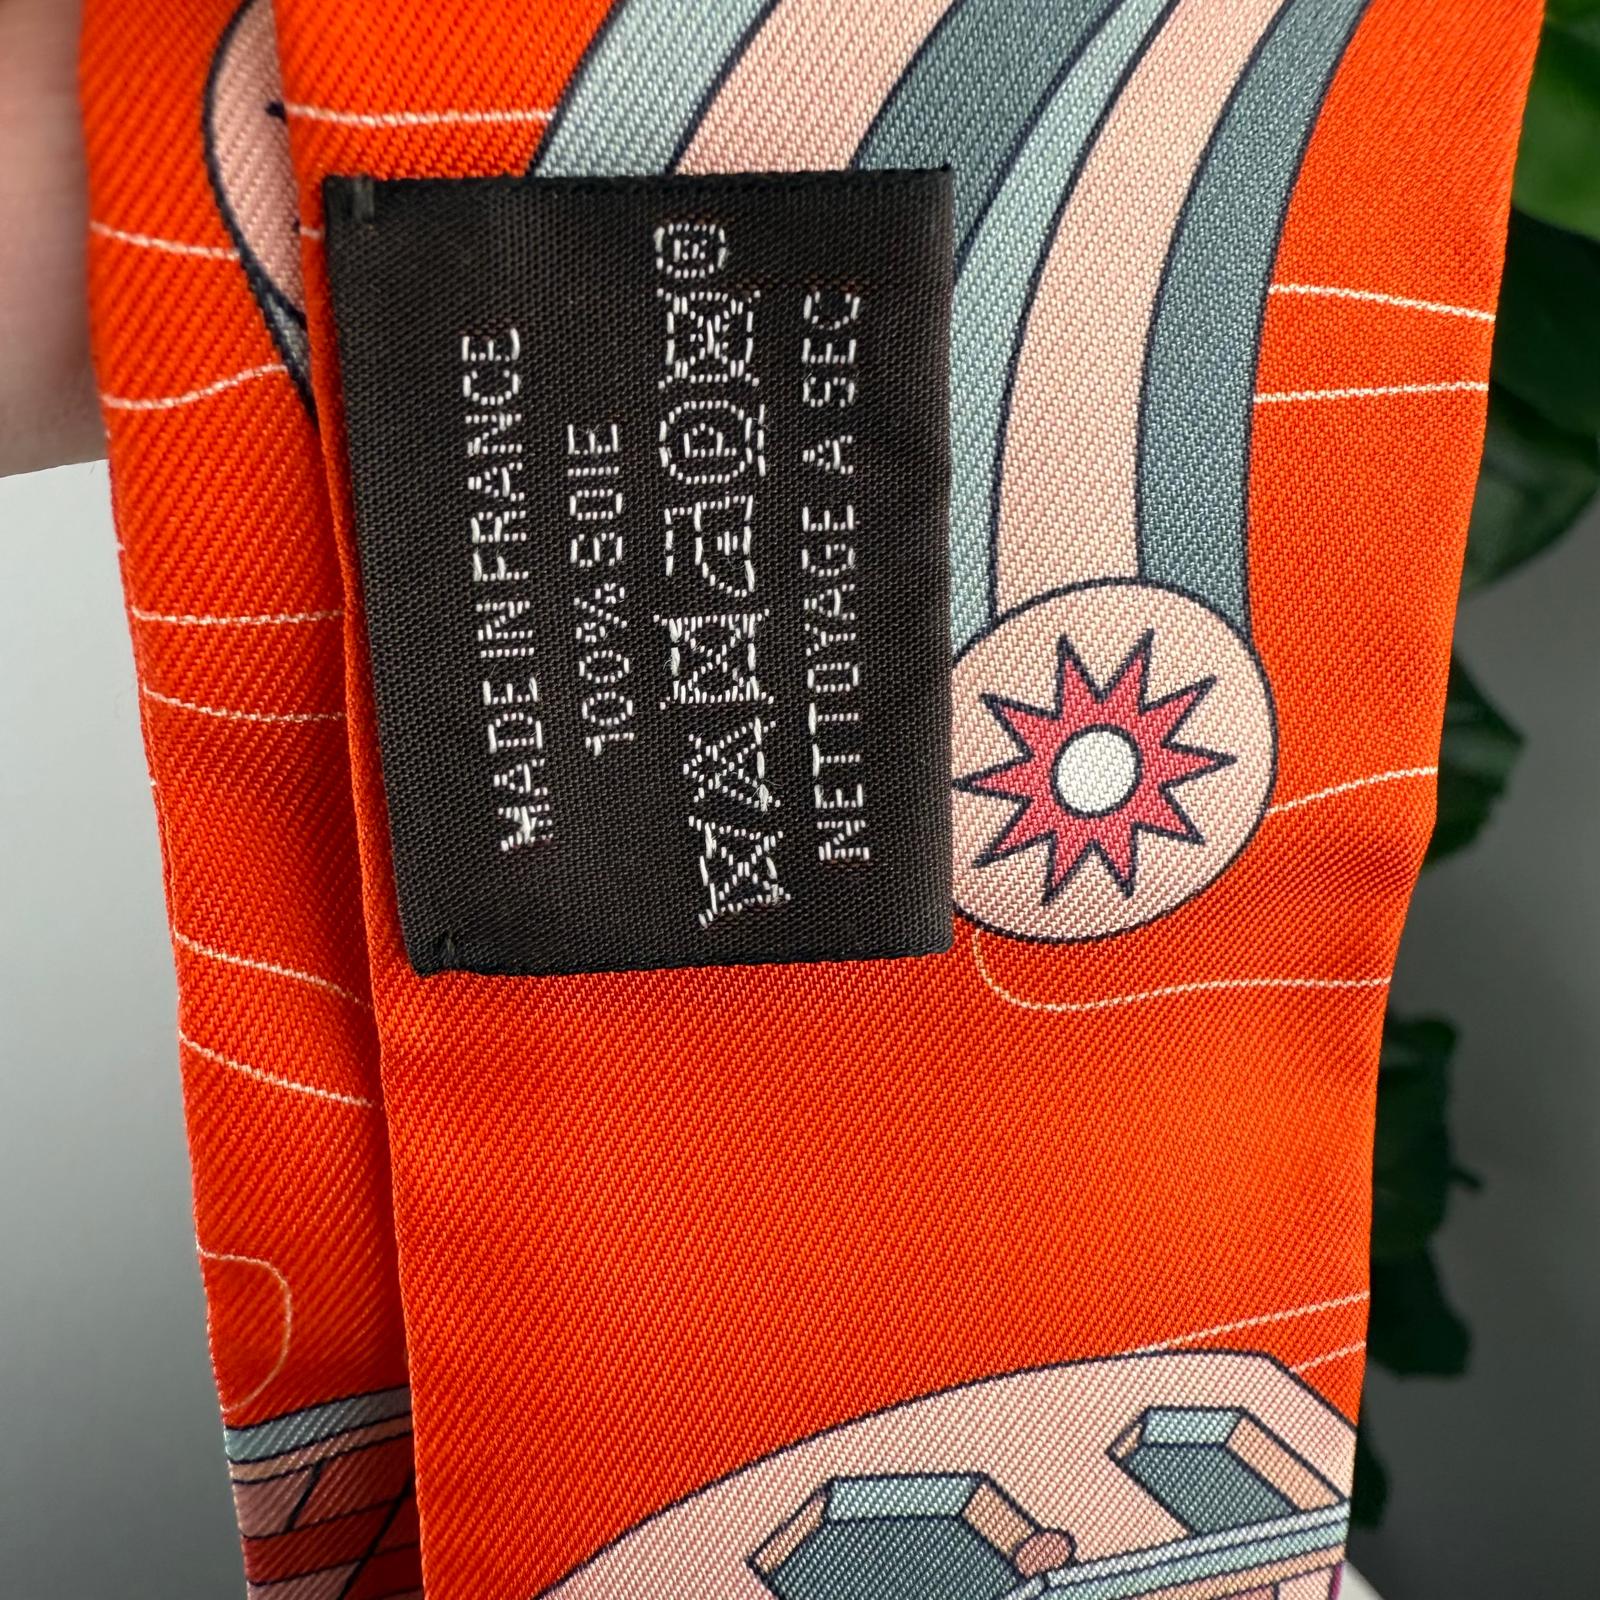 MADE IN FRANCE
100% SOIE
P
NETTOYAGE A SEC